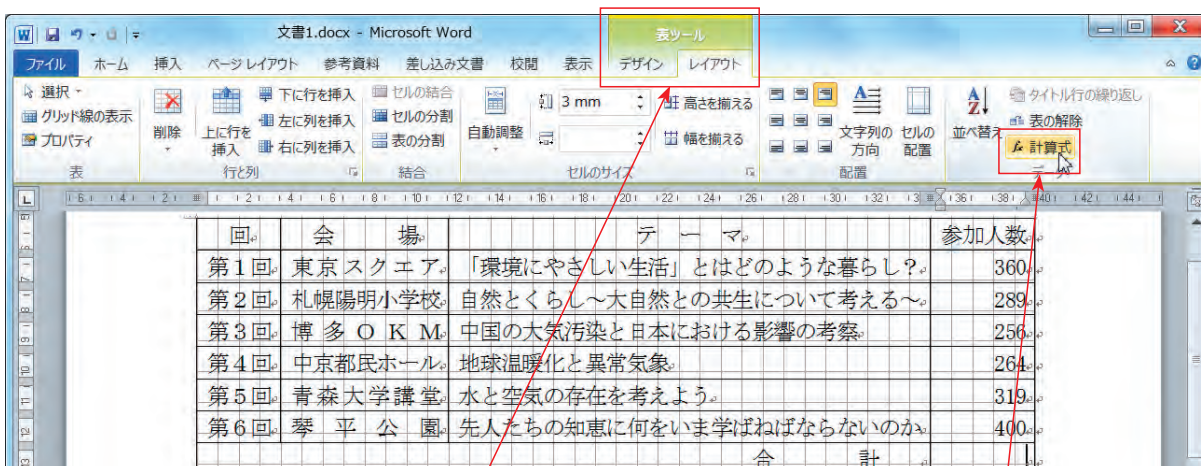 文書1.docx - Microsoft Word
表ツール
ファイル ホーム 挿入 ページ レイアウト 参考資料 差し込み文書 校閲 表示 デザイン レイアウト
選択
グリッド線の表示
プロパティ
表
削除
上に行を挿入
下に行を挿入
左に列を挿入
右に列を挿入
行と列
セルの結合
セルの分割
表の分割
結合
自動調整
3 mm
高さを揃える
幅を揃える
セルのサイズ
文字列の方向
セルの配置
配置
並べ替え
タイトル行の繰り返し
表の解除
計算式
データ
回 会場 テーマ 参加人数
第1回 東京スクエア 「環境にやさしい生活」とはどのような暮らし? 360
第2回 札幌陽明小学校 自然とくらし~大自然との共生について考える~ 289
第3回 博多OKM 中国の大気汚染と日本における影響の考察 256
第4回 中京都民ホール 地球温暖化と異常気象 264
第5回 青森大学講堂 水と空気の存在を考えよう 319
第6回 琴平公園 先人たちの知恵に何をいま学ばねばならないのか 400
合計